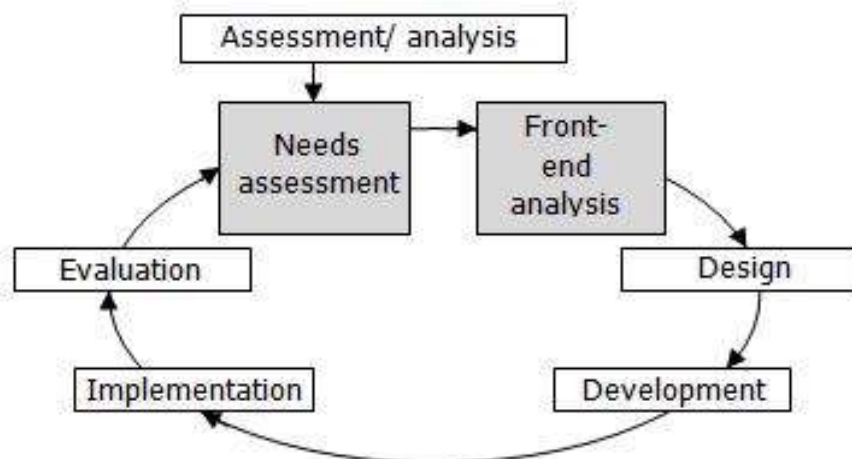 Assessment/ analysis
Needs
assessment
Front-
end
analysis
Evaluation
Design
Implementation
Development